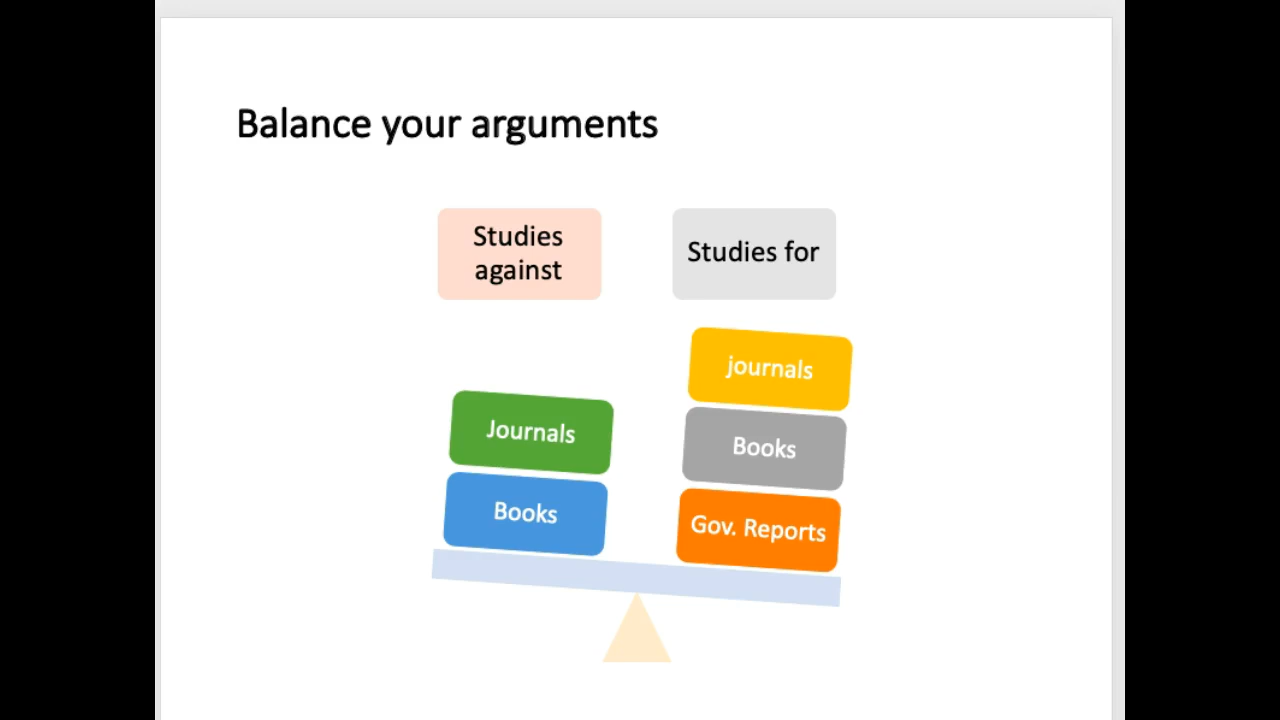 Balance your arguments
Studies
against
Studies for
journals
Journals
Books
Books
Gov. Reports